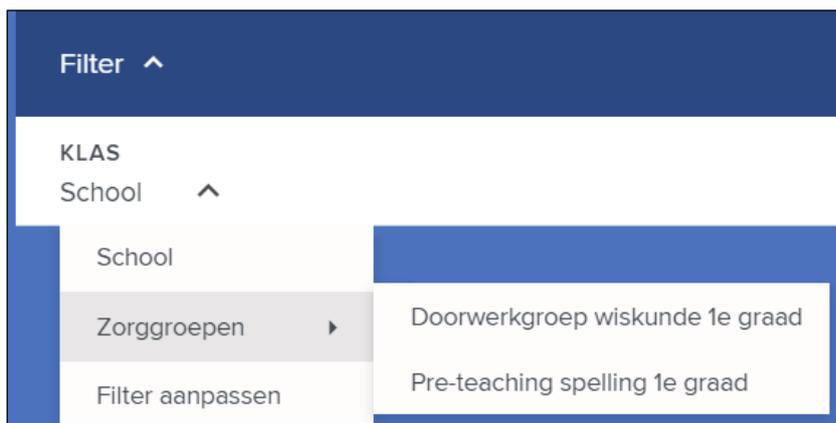 Filter
KLAS
School
School
Zorggroepen
Doorwerkgroep wiskunde 1e graad
Pre-teaching spelling 1e graad
Filter aanpassen